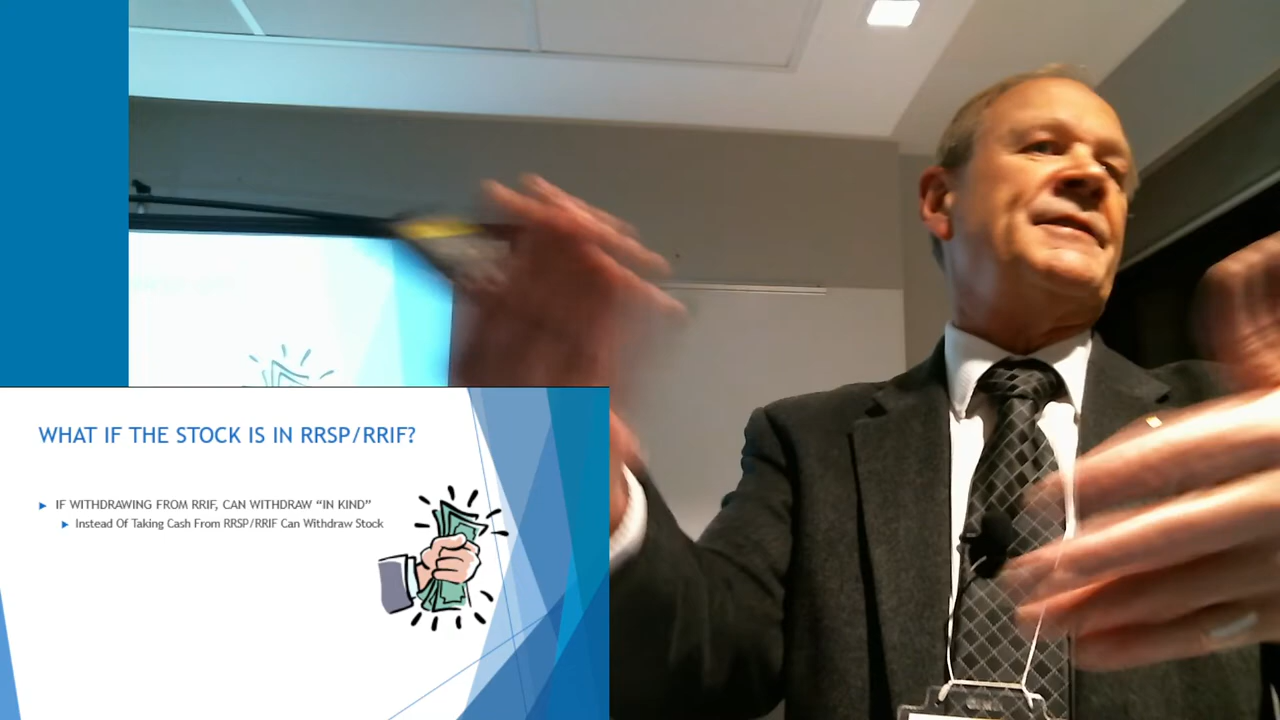 WHAT IF THE STOCK IS IN RRSP/RRIF?
IF WITHDRAWING FROM RRIF, CAN WITHDRAW “IN KIND”
Instead Of Taking Cash From RRSP/RRIF Can Withdraw Stock